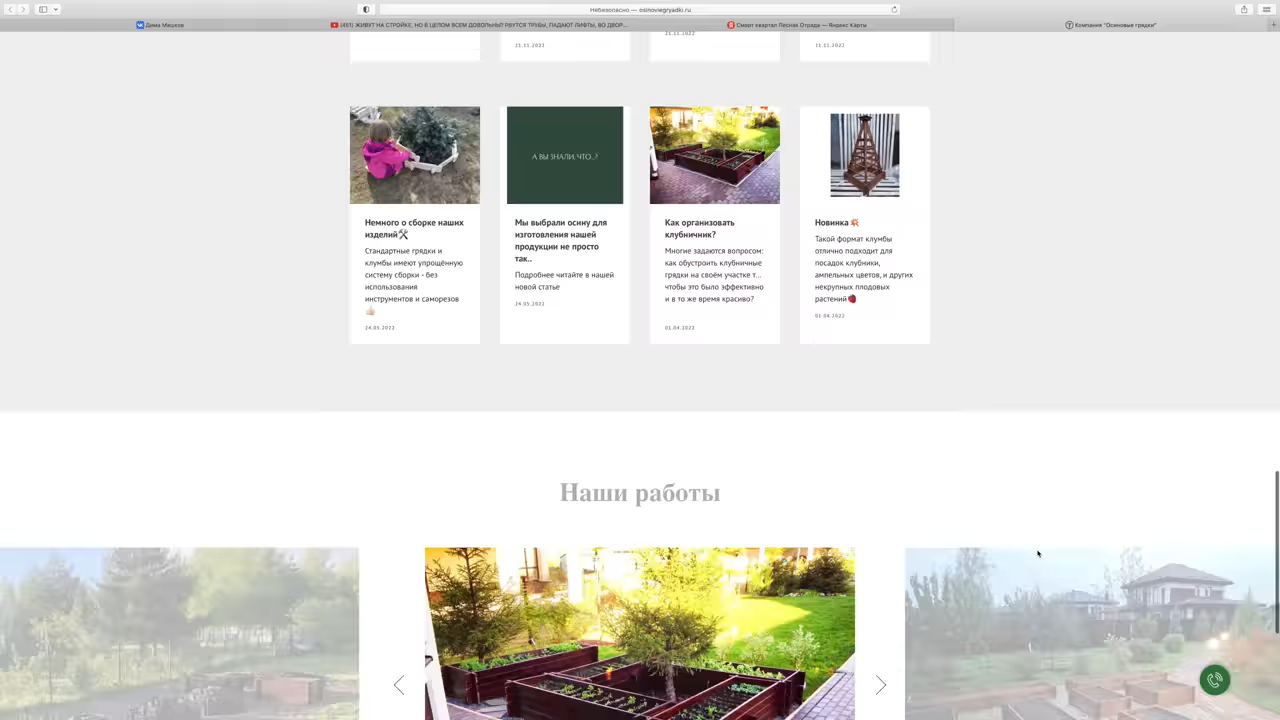 Небезопасно — osinoviegryadki.ru
Дима Мишков
(451) ЖИВУТ НА СТРОЙКЕ, НО В ЦЕЛОМ ВСЕМ ДОВОЛЬНЫ? РВУТСЯ ТРУБЫ, ПАДАЮТ ЛИФТЫ, ВО ДВОР...
Смарт квартал Лесная Отрада — Яндекс Карты
Компания "Осиновые грядки"
21.11.2022
21.11.2022
11.11.2022
А ВЫ ЗНАЛИ, ЧТО...?
Немного о сборке наших
изделий🛠
Стандартные грядки и
клумбы имеют упрощённую
систему сборки - без
использования
инструментов и саморезов
👍🏻
24.05.2022
Мы выбрали осину для
изготовления нашей
продукции не просто
так..
Подробнее читайте в нашей
новой статье
24.05.2022
Как организовать
клубничник?
Многие задаются вопросом:
как обустроить клубничные
грядки на своём участке т...
чтобы это было эффективно
и в то же время красиво?
01.04.2022
Новинка💥
Такой формат клумбы
отлично подходит для
посадок клубники,
ампельных цветов, и других
некрупных плодовых
растений🍓
01.04.2022
Наши работы